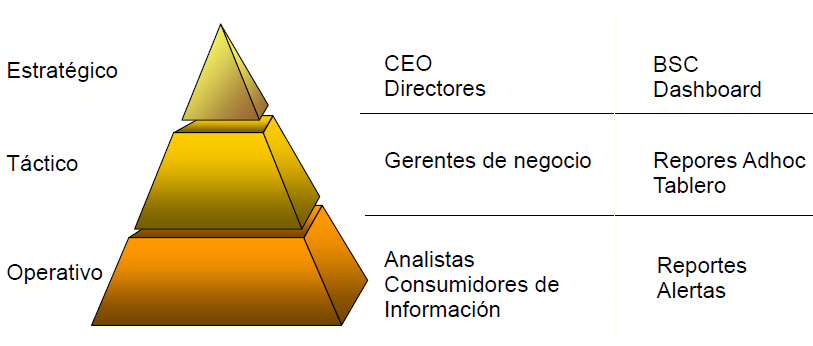 Estratégico
CEO
Directores
BSC
Dashboard
Táctico
Gerentes de negocio
Repores Adhoc
Tablero
Operativo
Analistas
Consumidores de
Información
Reportes
Alertas